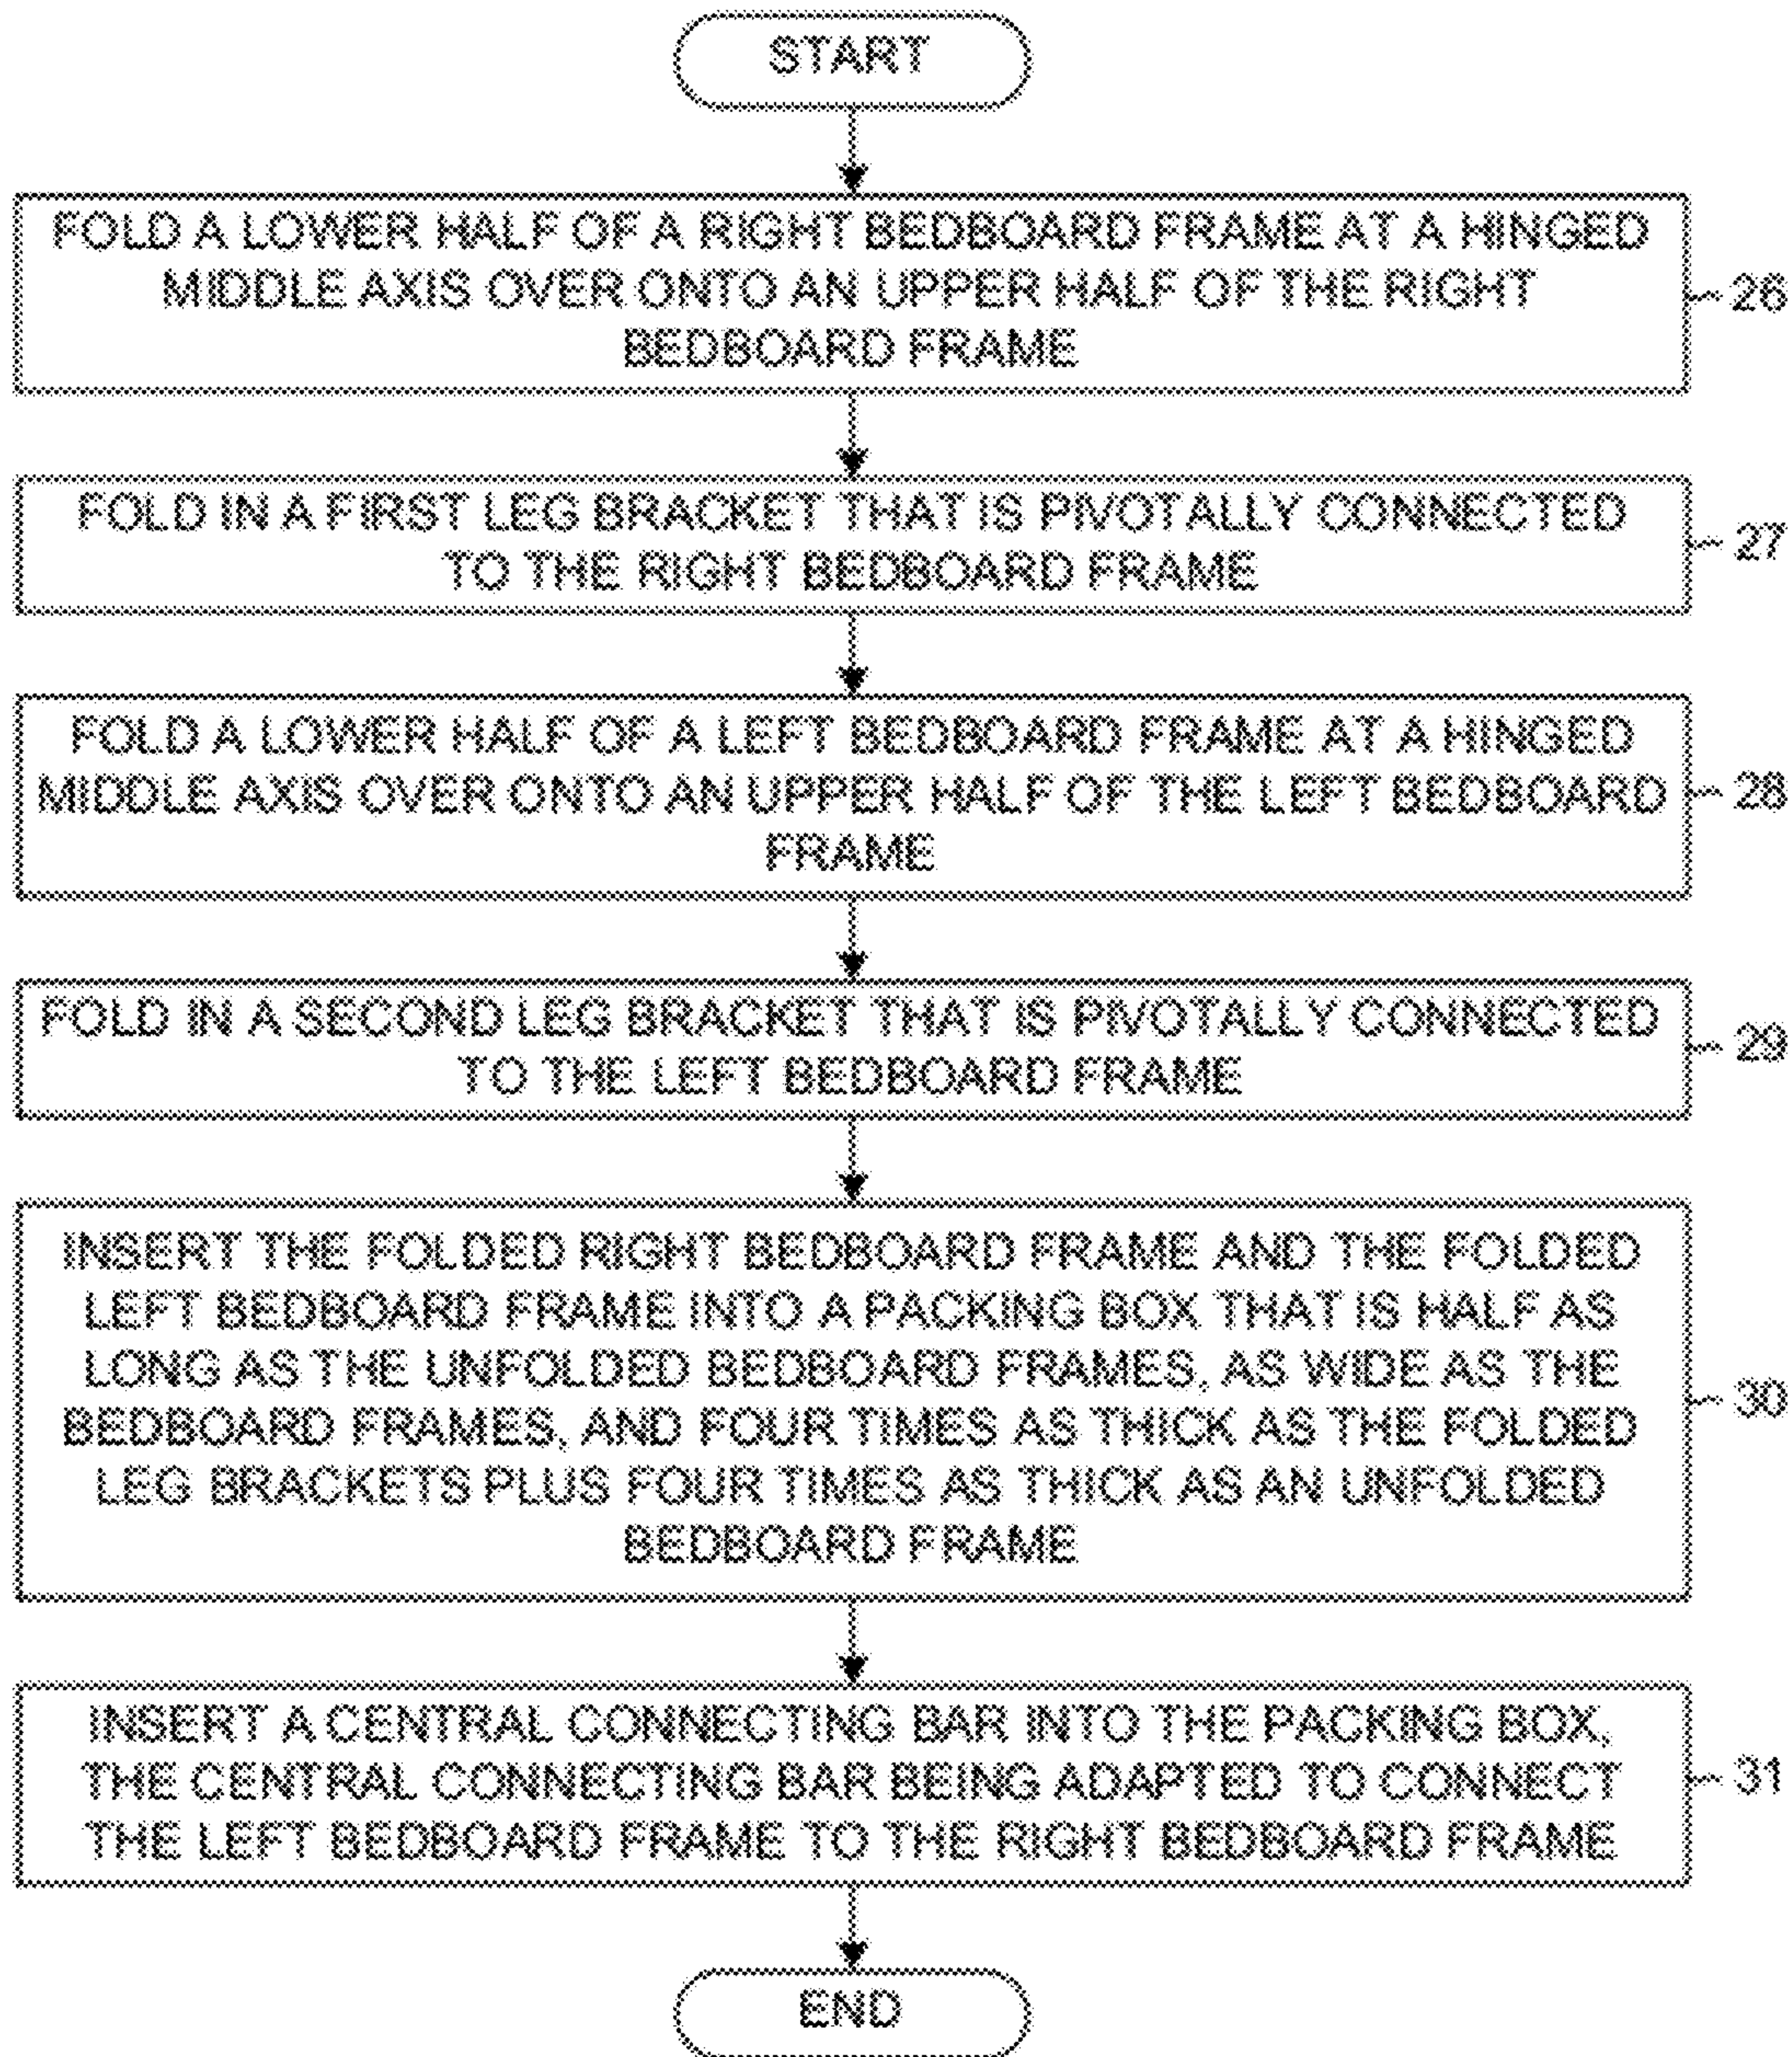 START
FOLD A LOWER HALF OF A RIGHT BEDBOARD FRAME AT A HINGED
MIDDLE AXIS OVER ONTO AN UPPER HALF OF THE RIGHT
BEDBOARD FRAME
26
FOLD IN A FIRST LEG BRACKET THAT IS PIVOTALLY CONNECTED
TO THE RIGHT BEDBOARD FRAME
27
FOLD A LOWER HALF OF A LEFT BEDBOARD FRAME AT A HINGED
MIDDLE AXIS OVER ONTO AN UPPER HALF OF THE LEFT BEDBOARD
FRAME
28
FOLD IN A SECOND LEG BRACKET THAT IS PIVOTALLY CONNECTED
TO THE LEFT BEDBOARD FRAME
29
INSERT THE FOLDED RIGHT BEDBOARD FRAME AND THE FOLDED
LEFT BEDBOARD FRAME INTO A PACKING BOX THAT IS HALF AS
LONG AS THE UNFOLDED BEDBOARD FRAMES, AS WIDE AS THE
BEDBOARD FRAMES, AND FOUR TIMES AS THICK AS THE FOLDED
LEG BRACKETS PLUS FOUR TIMES AS THICK AS AN UNFOLDED
BEDBOARD FRAME
30
INSERT A CENTRAL CONNECTING BAR INTO THE PACKING BOX,
THE CENTRAL CONNECTING BAR BEING ADAPTED TO CONNECT
THE LEFT BEDBOARD FRAME TO THE RIGHT BEDBOARD FRAME
31
END